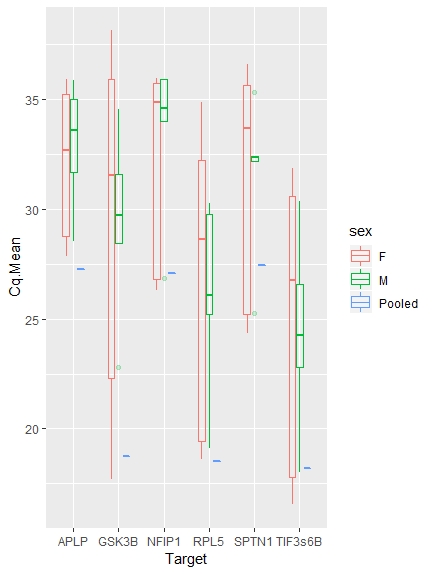 Cq.Mean
35
30
25
20
APLP GSK3B NFIP1 RPL5 SPTN1 TIF3s6B
Target
sex
F
M
Pooled